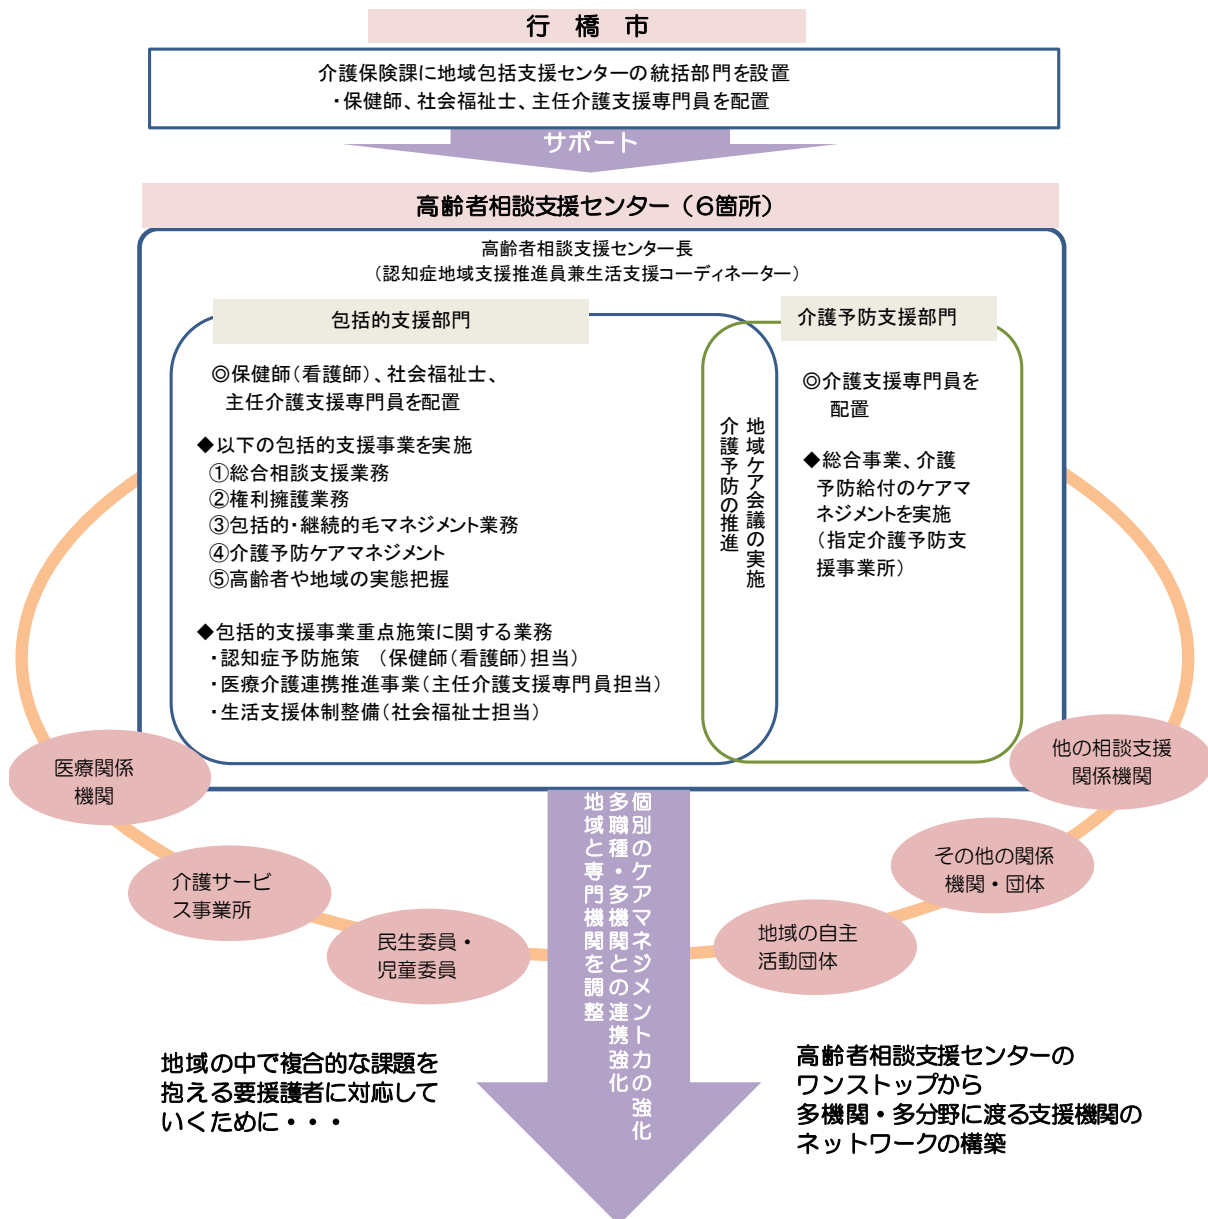 行　橋　市
介護保険課に地域包括支援センターの統括部門を設置
・保健師、社会福祉士、主任介護支援専門員を配置
サポート
高齢者相談支援センター（６箇所）
高齢者相談支援センター長
（認知症地域支援推進員兼生活支援コーディネーター）
包括的支援部門
◎保健師（看護師）、社会福祉士、
主任介護支援専門員を配置
◆以下の包括的支援事業を実施
①総合相談支援業務
②権利擁護業務
③包括的・継続的毛マネジメント業務
④介護予防ケアマネジメント
⑤高齢者や地域の実態把握
◆包括的支援事業重点施策に関する業務
・認知症予防施策　（保健師（看護師）担当）
・医療介護連携推進事業（主任介護支援専門員担当）
・生活支援体制整備（社会福祉士担当）
地域ケア会議の実施
介護予防の推進
介護予防支援部門
◎介護支援専門員を
配置
◆総合事業、介護
予防給付のケアマ
ネジメントを実施
（指定介護予防支
援事業所）
医療関係
機関
介護サービ
ス事業所
民生委員・
児童委員
地域の自主
活動団体
その他の関係
機関・団体
他の相談支援
関係機関
個別のケアマネジメント力の強化
多職種・多機関との連携強化
地域と専門機関を調整
地域の中で複合的な課題を
抱える要援護者に対応して
いくために・・・
高齢者相談支援センターの
ワンストップから
多機関・多分野に渡る支援機関の
ネットワークの構築